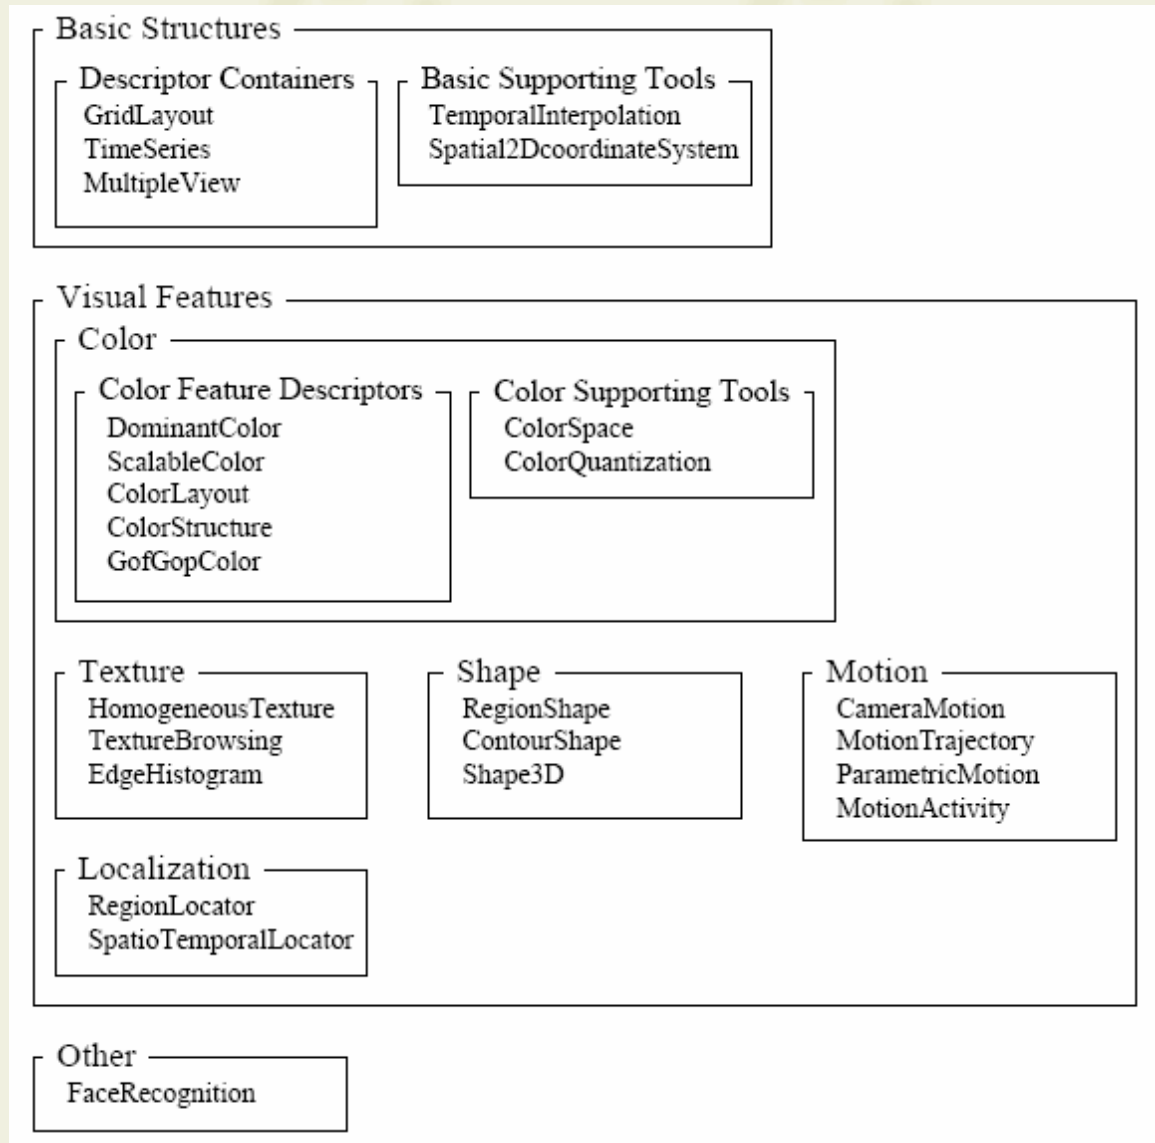 Basic Structures
Descriptor Containers
GridLayout
TimeSeries
MultipleView
Basic Supporting Tools
TemporalInterpolation
Spatial2DcoordinateSystem
Visual Features
Color
Color Feature Descriptors
DominantColor
ScalableColor
ColorLayout
ColorStructure
GofGopColor
Color Supporting Tools
ColorSpace
ColorQuantization
Texture
HomogeneousTexture
TextureBrowsing
EdgeHistogram
Shape
RegionShape
ContourShape
Shape3D
Motion
CameraMotion
MotionTrajectory
ParametricMotion
MotionActivity
Localization
RegionLocator
SpatioTemporalLocator
Other
FaceRecognition